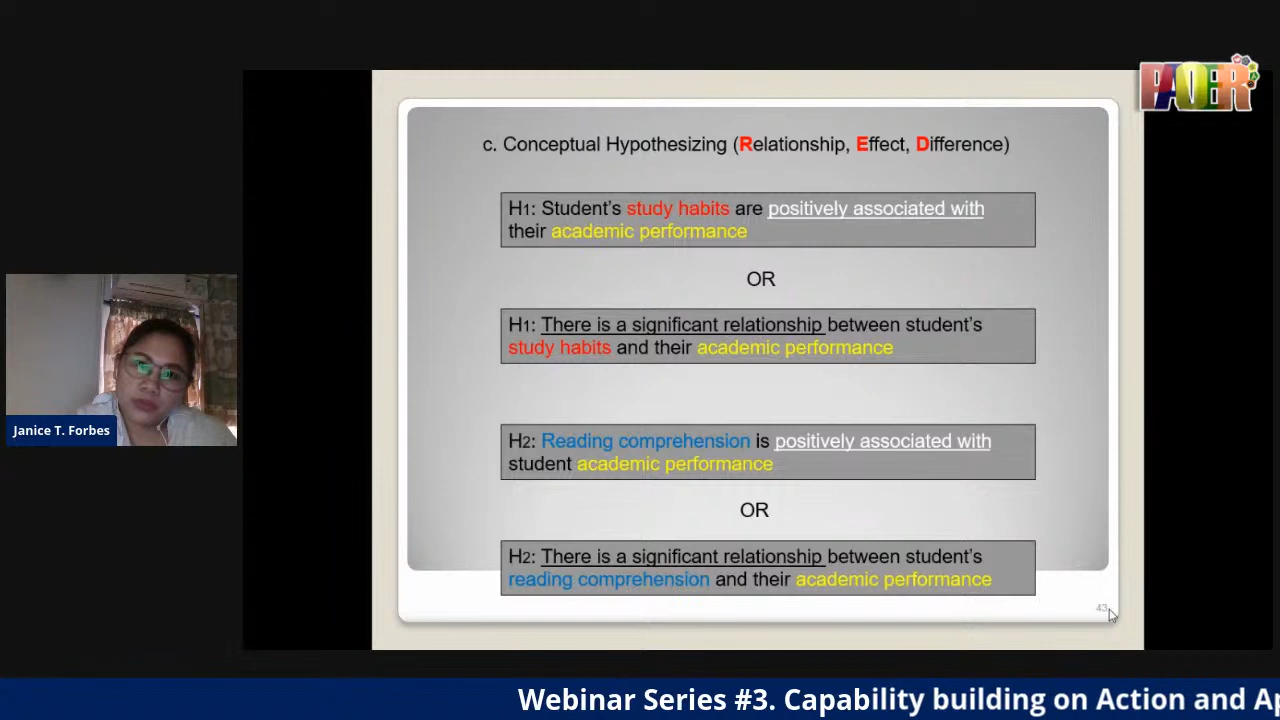 PAOER
c. Conceptual Hypothesizing (Relationship, Effect, Difference)
H1: Student’s study habits are positively associated with
their academic performance
OR
H1: There is a significant relationship between student’s
study habits and their academic performance
H2: Reading comprehension is positively associated with
student academic performance
OR
H2: There is a significant relationship between student’s
reading comprehension and their academic performance
43
Janice T. Forbes
Webinar Series #3. Capability building on Action and Ap